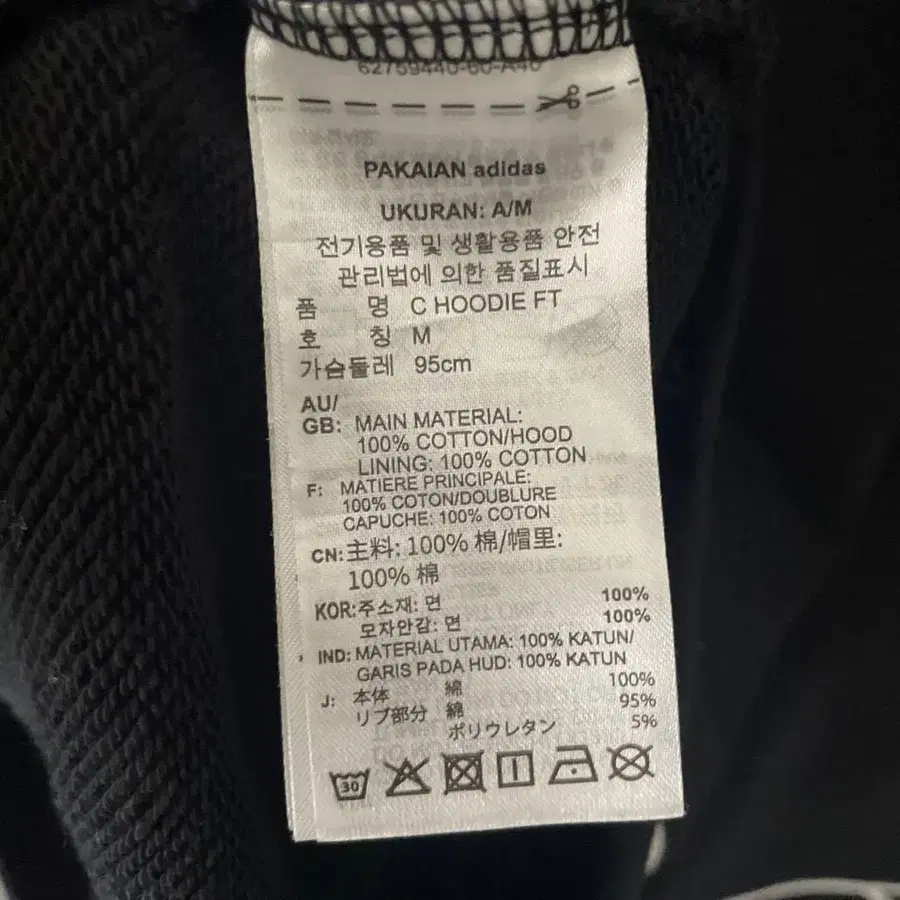 62759440-60-A40
PAKAIAN adidas
UKURAN: A/M
전기용품 및 생활용품 안전
관리법에 의한 품질표시
품 명 C HOODIE FT
호 칭 M
가슴둘레 95cm
AU/
GB: MAIN MATERIAL:
100% COTTON/HOOD
LINING: 100% COTTON
F: MATIERE PRINCIPALE:
100% COTON/DOUBLURE
CAPUCHE: 100% COTON
CN: 主料: 100% 棉/帽里:
100% 棉
KOR: 주소재: 면 100%
모자안감: 면 100%
IND: MATERIAL UTAMA: 100% KATUN/
GARIS PADA HUD: 100% KATUN
J: 本体 綿 100%
リブ部分 綿 95%
ポリウレタン 5%
30